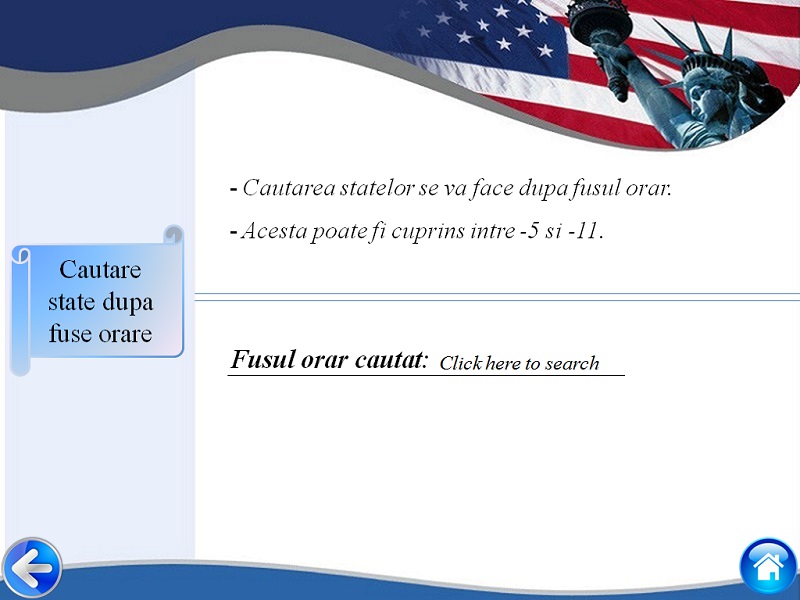 - Cautarea statelor se va face dupa fusul orar.
- Acesta poate fi cuprins intre -5 si -11.
Cautare
state dupa
fuse orare
Fusul orar cautat: Click here to search